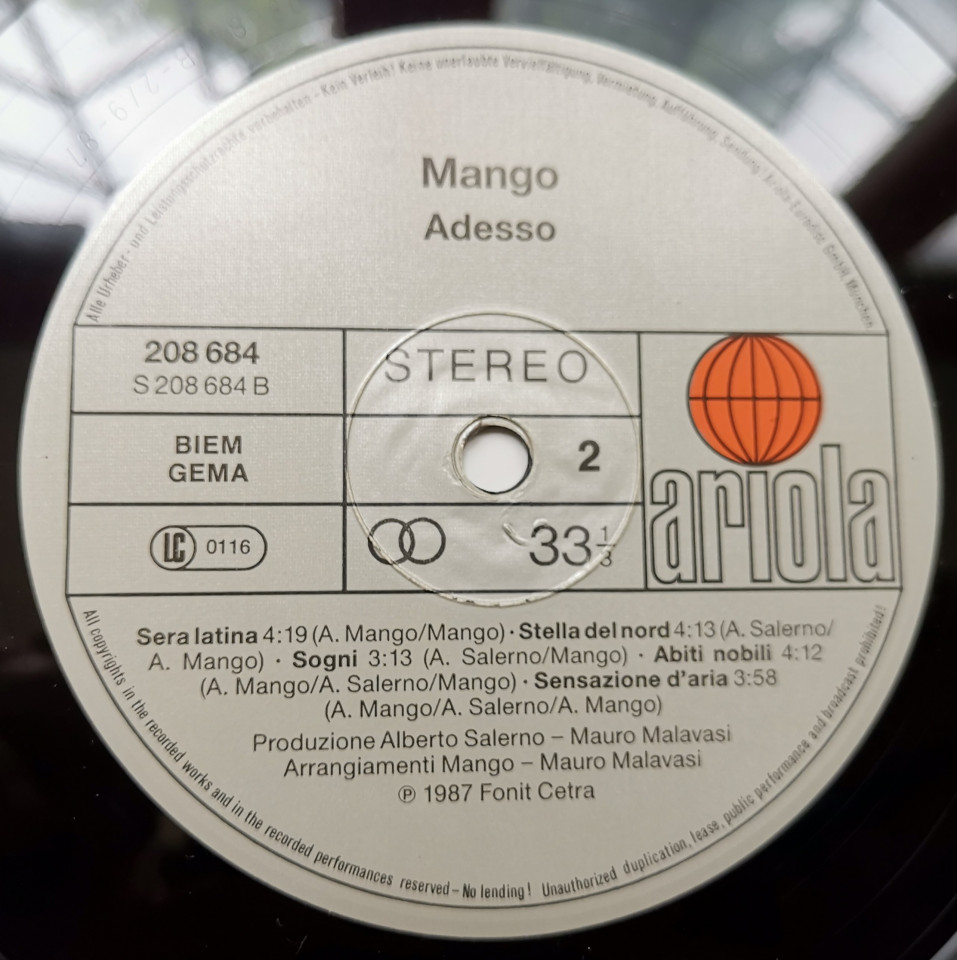 Alle Urheber- und Leistungsschutzrechte vorbehalten – Kein Verleih! Keine unerlaubte Vervielfältigung, Vermietung, Aufführung, Sendung! Ariola-Eurodisc GmbH, München
Mango
Adesso
208 684
S 208 684 B
STEREO
BIEM
GEMA
2
LC 0116
33 1/3
ariola
Sera latina 4:19 (A. Mango/Mango) · Stella del nord 4:13 (A. Salerno/
A. Mango) · Sogni 3:13 (A. Salerno/Mango) · Abiti nobili 4:12
(A. Mango/A. Salerno/Mango) · Sensazione d'aria 3:58
(A. Mango/A. Salerno/A. Mango)
Produzione Alberto Salerno – Mauro Malavasi
Arrangiamenti Mango – Mauro Malavasi
℗ 1987 Fonit Cetra
All copyrights in the recorded works and in the recorded performances reserved – No lending! Unauthorized duplication, lease, public performance and broadcast prohibited!